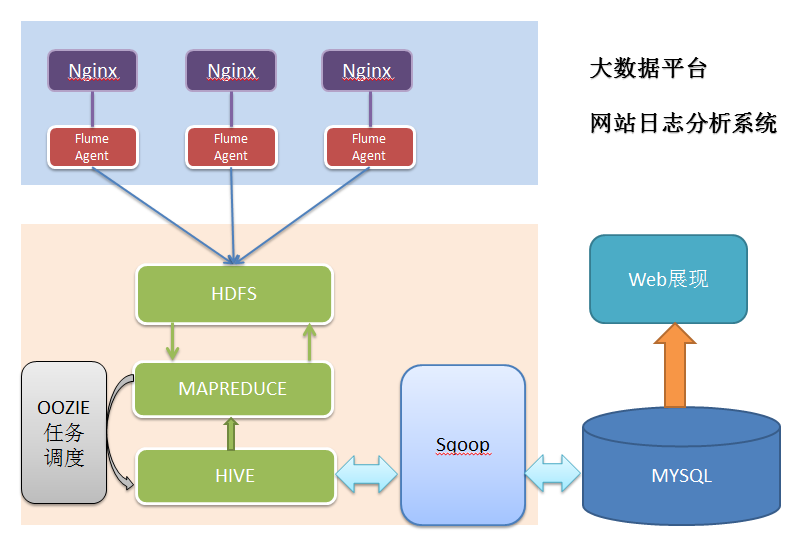 Nginx
Nginx
Nginx
大数据平台
网站日志分析系统
Flume
Agent
Flume
Agent
Flume
Agent
HDFS
Web展现
MAPREDUCE
OOZIE
任务
调度
Sqoop
HIVE
MYSQL